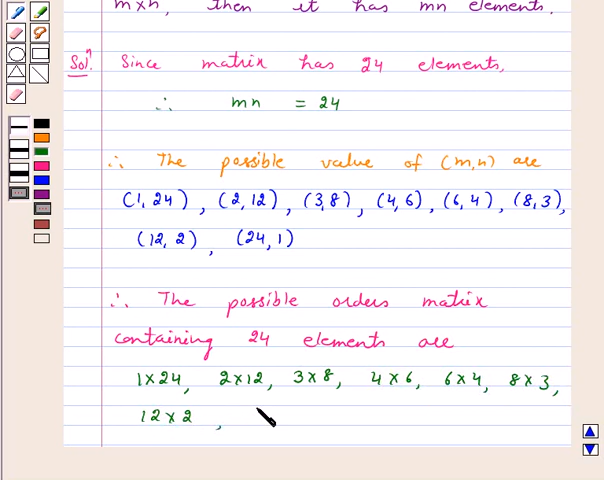 m×n, then it has mn elements.
Solⁿ Since matrix has 24 elements,
∴ mn = 24
∴ The possible value of (m,n) are
(1, 24), (2, 12), (3, 8), (4, 6), (6, 4), (8, 3),
(12, 2), (24, 1)
∴ The possible orders matrix
containing 24 elements are
1×24, 2×12, 3×8, 4×6, 6×4, 8×3,
12×2,